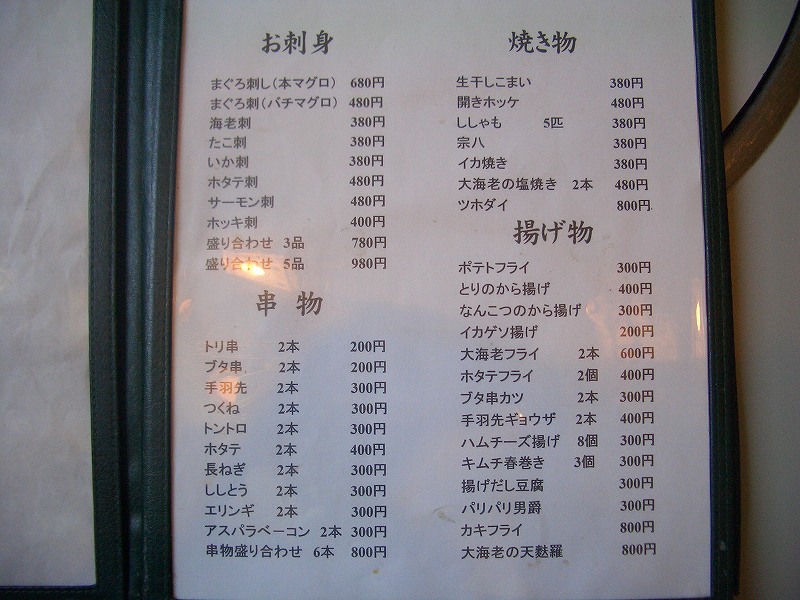 お刺身
まぐろ刺し（本マグロ） 680円
まぐろ刺（バチマグロ） 480円
海老刺 380円
たこ刺 380円
いか刺 380円
ホタテ刺 480円
サーモン刺 480円
ホッキ刺 400円
盛り合わせ 3品 780円
盛り合わせ 5品 980円
串物
トリ串 2本 200円
ブタ串 2本 200円
手羽先 2本 300円
つくね 2本 300円
トントロ 2本 300円
ホタテ 2本 400円
長ねぎ 2本 300円
ししとう 2本 300円
エリンギ 2本 300円
アスパラベーコン 2本 300円
串物盛り合わせ 6本 800円
焼き物
生干しこまい 380円
開きホッケ 480円
ししゃも 5匹 380円
宗八 380円
イカ焼き 380円
大海老の塩焼き 2本 480円
ツホダイ 800円
揚げ物
ポテトフライ 300円
とりのから揚げ 400円
なんこつのから揚げ 300円
イカゲソ揚げ 200円
大海老フライ 2本 600円
ホタテフライ 2個 400円
ブタ串カツ 2本 300円
手羽先ギョウザ 2本 400円
ハムチーズ揚げ 8個 300円
キムチ春巻き 3個 300円
揚げだし豆腐 300円
パリパリ男爵 300円
カキフライ 800円
大海老の天麩羅 800円